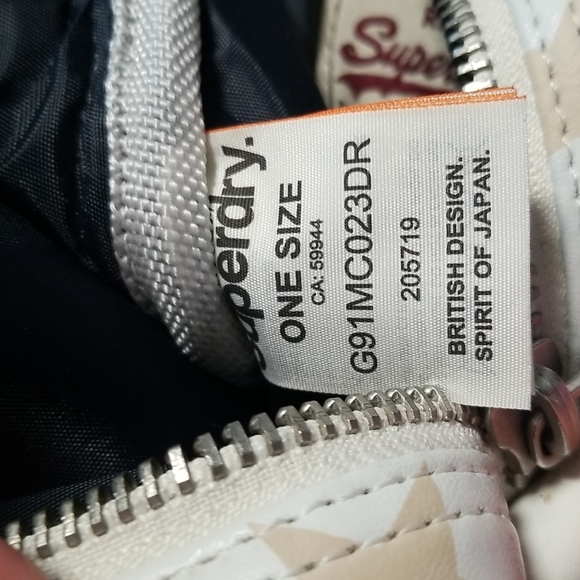 Superdry.
ONE SIZE
CA: 59944
G91MC023DR
205719
BRITISH DESIGN.
SPIRIT OF JAPAN.